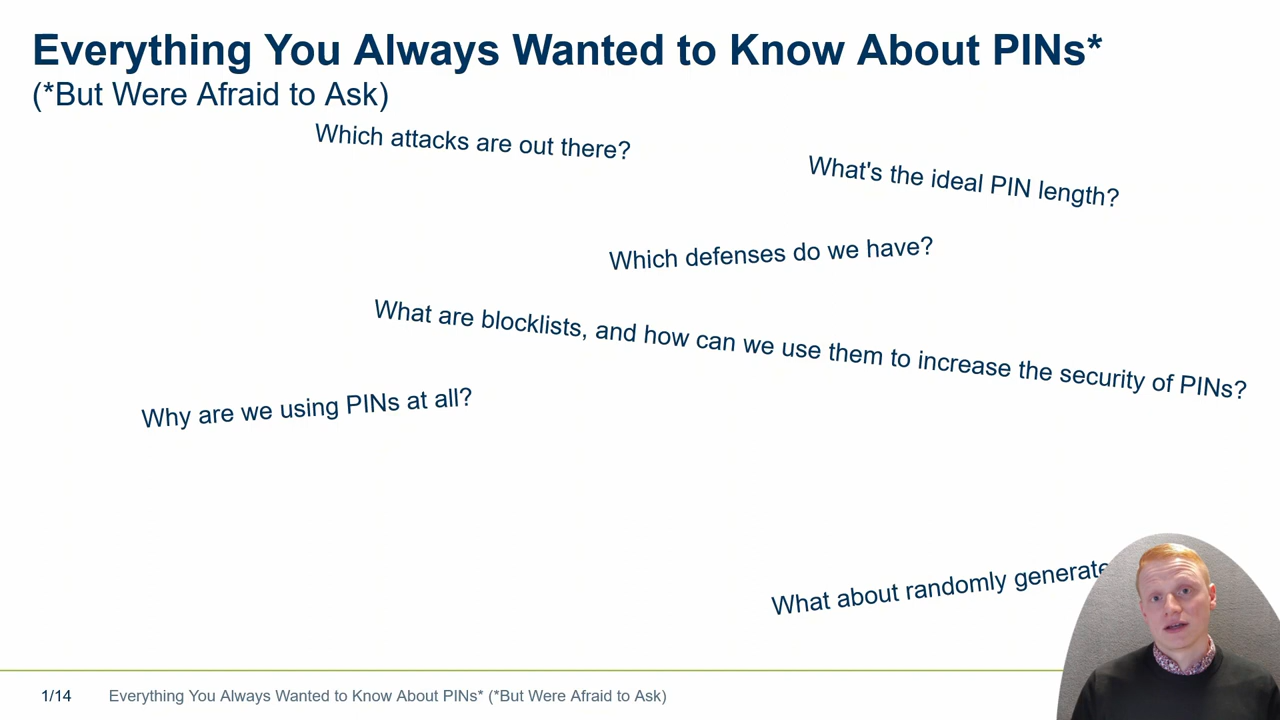 Everything You Always Wanted to Know About PINs*
(*But Were Afraid to Ask)
Which attacks are out there?
What's the ideal PIN length?
Which defenses do we have?
What are blocklists, and how can we use them to increase the security of PINs?
Why are we using PINs at all?
What about randomly
1/14
Everything You Always Wanted to Know About PINs* (*But Were Afraid to Ask)